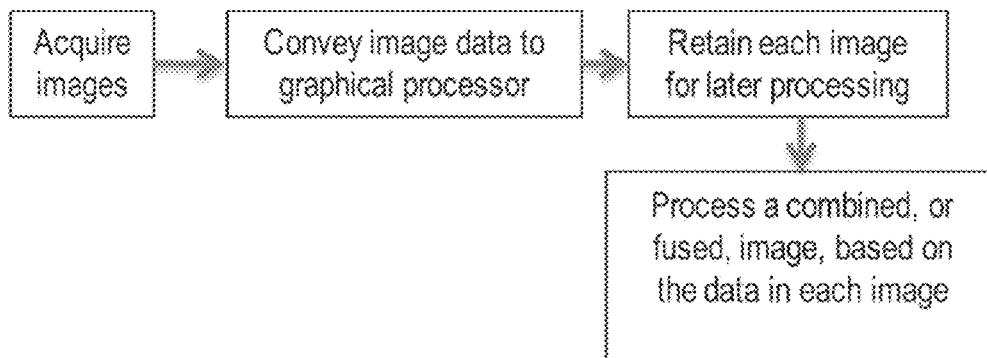 Acquire
images
Convey image data to
graphical processor
Retain each image
for later processing
Process a combined, or
fused, image, based on
the data in each image